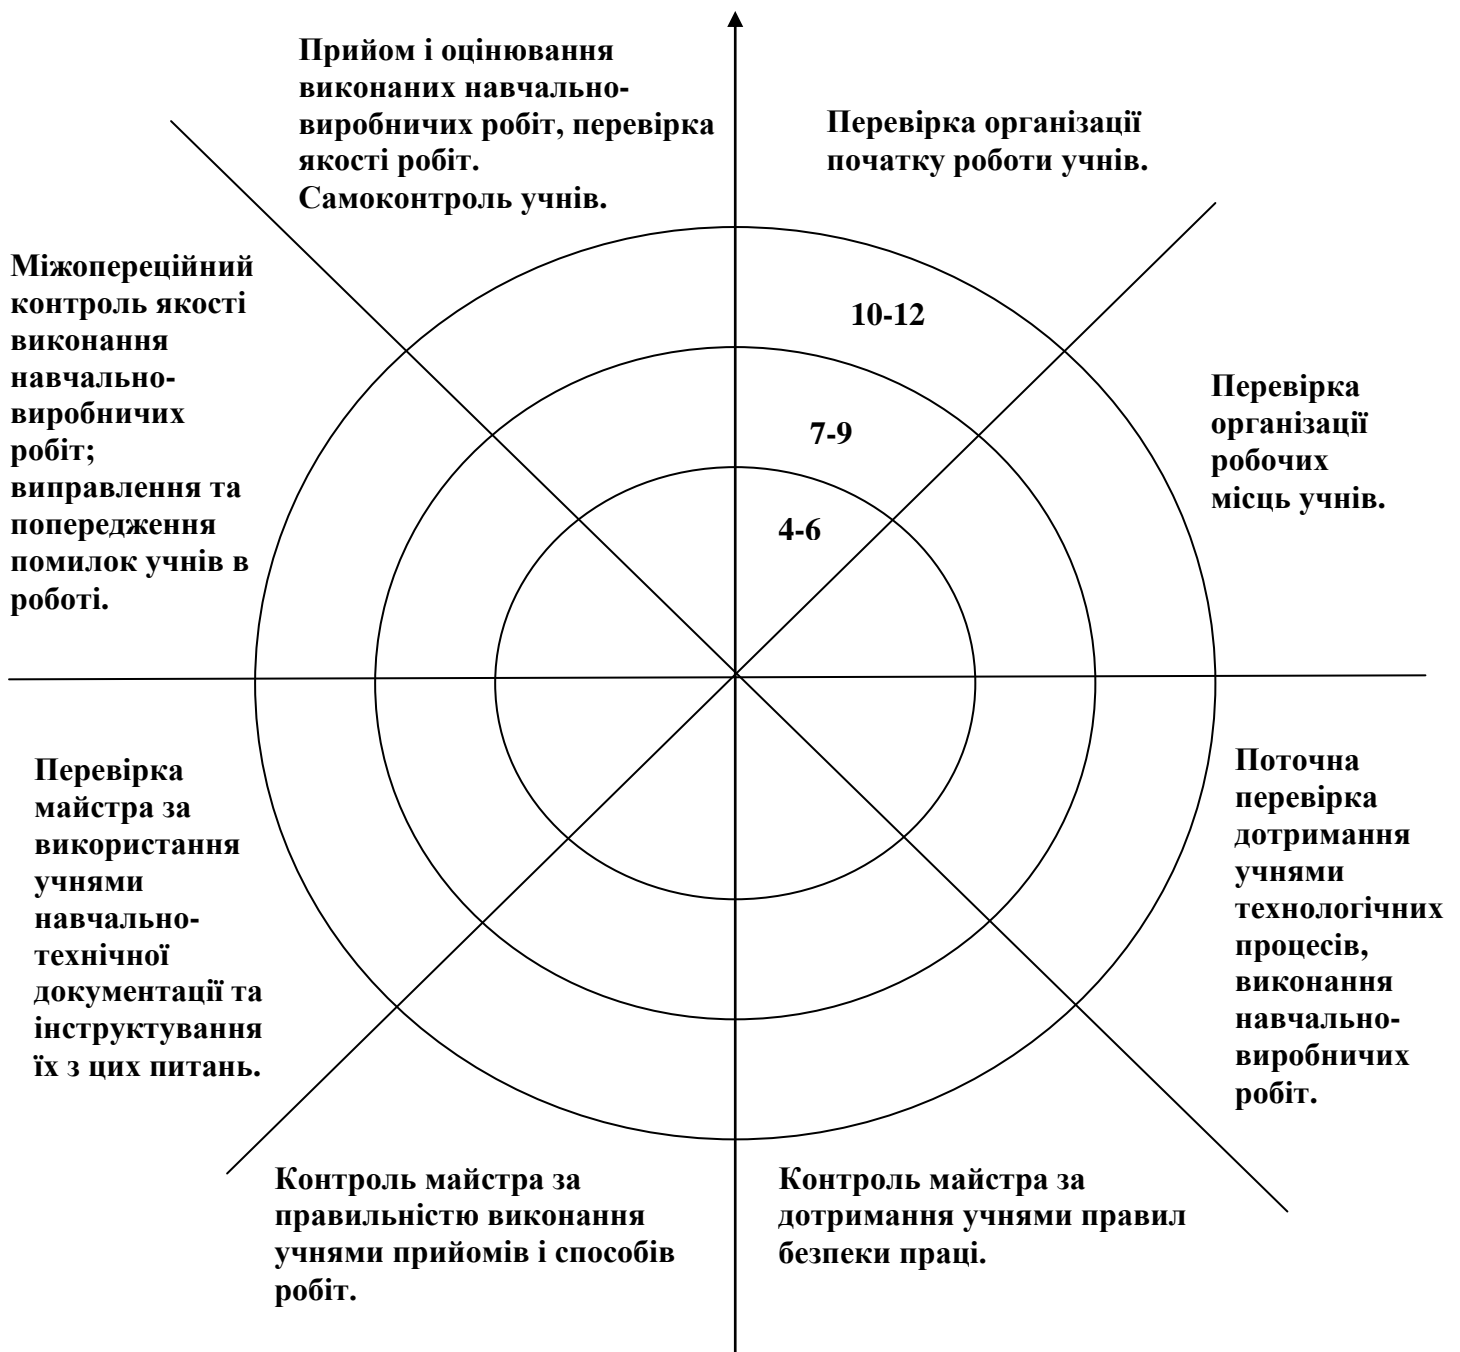 Прийом і оцінювання
виконаних навчально-
виробничих робіт, перевірка
якості робіт.
Самоконтроль учнів.
Перевірка організації
початку роботи учнів.
Міжопереційний
контроль якості
виконання
навчально-
виробничих
робіт;
виправлення та
попередження
помилок учнів в
роботі.
10-12
7-9
4-6
Перевірка
організації
робочих
місць учнів.
Перевірка
майстра за
використання
учнями
навчально-
технічної
документації та
інструктування
їх з цих питань.
Поточна
перевірка
дотримання
учнями
технологічних
процесів,
виконання
навчально-
виробничих
робіт.
Контроль майстра за
правильністю виконання
учнями прийомів і способів
робіт.
Контроль майстра за
дотримання учнями правил
безпеки праці.